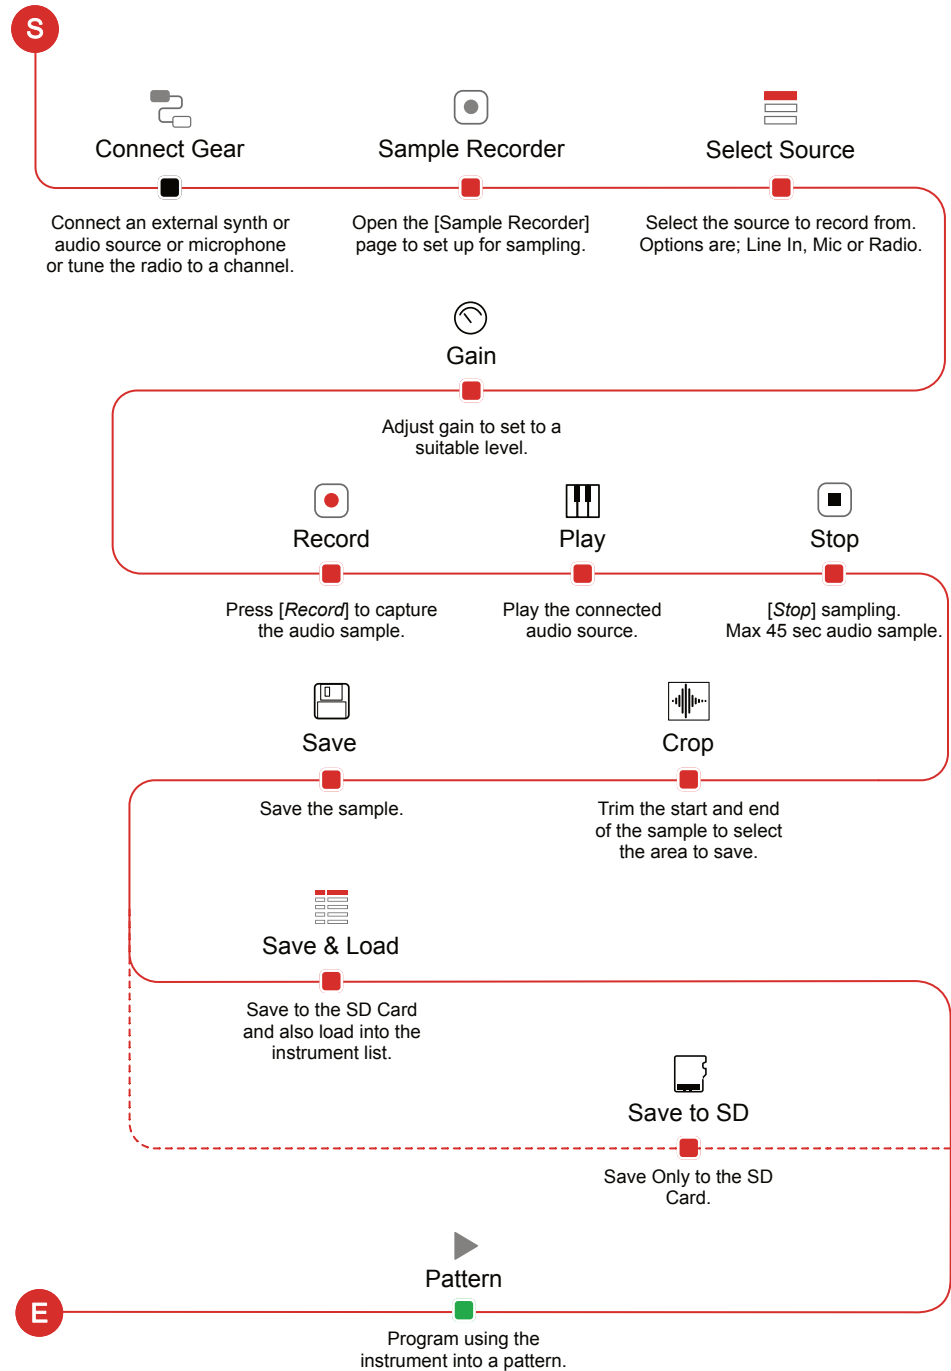 S
Connect Gear
Connect an external synth or
audio source or microphone
or tune the radio to a channel.
Sample Recorder
Open the [Sample Recorder]
page to set up for sampling.
Select Source
Select the source to record from.
Options are; Line In, Mic or Radio.
Gain
Adjust gain to set to a
suitable level.
Record
Press [Record] to capture
the audio sample.
Play
Play the connected
audio source.
Stop
[Stop] sampling.
Max 45 sec audio sample.
Save
Save the sample.
Crop
Trim the start and end
of the sample to select
the area to save.
Save & Load
Save to the SD Card
and also load into the
instrument list.
Save to SD
Save Only to the SD
Card.
Pattern
E
Program using the
instrument into a pattern.